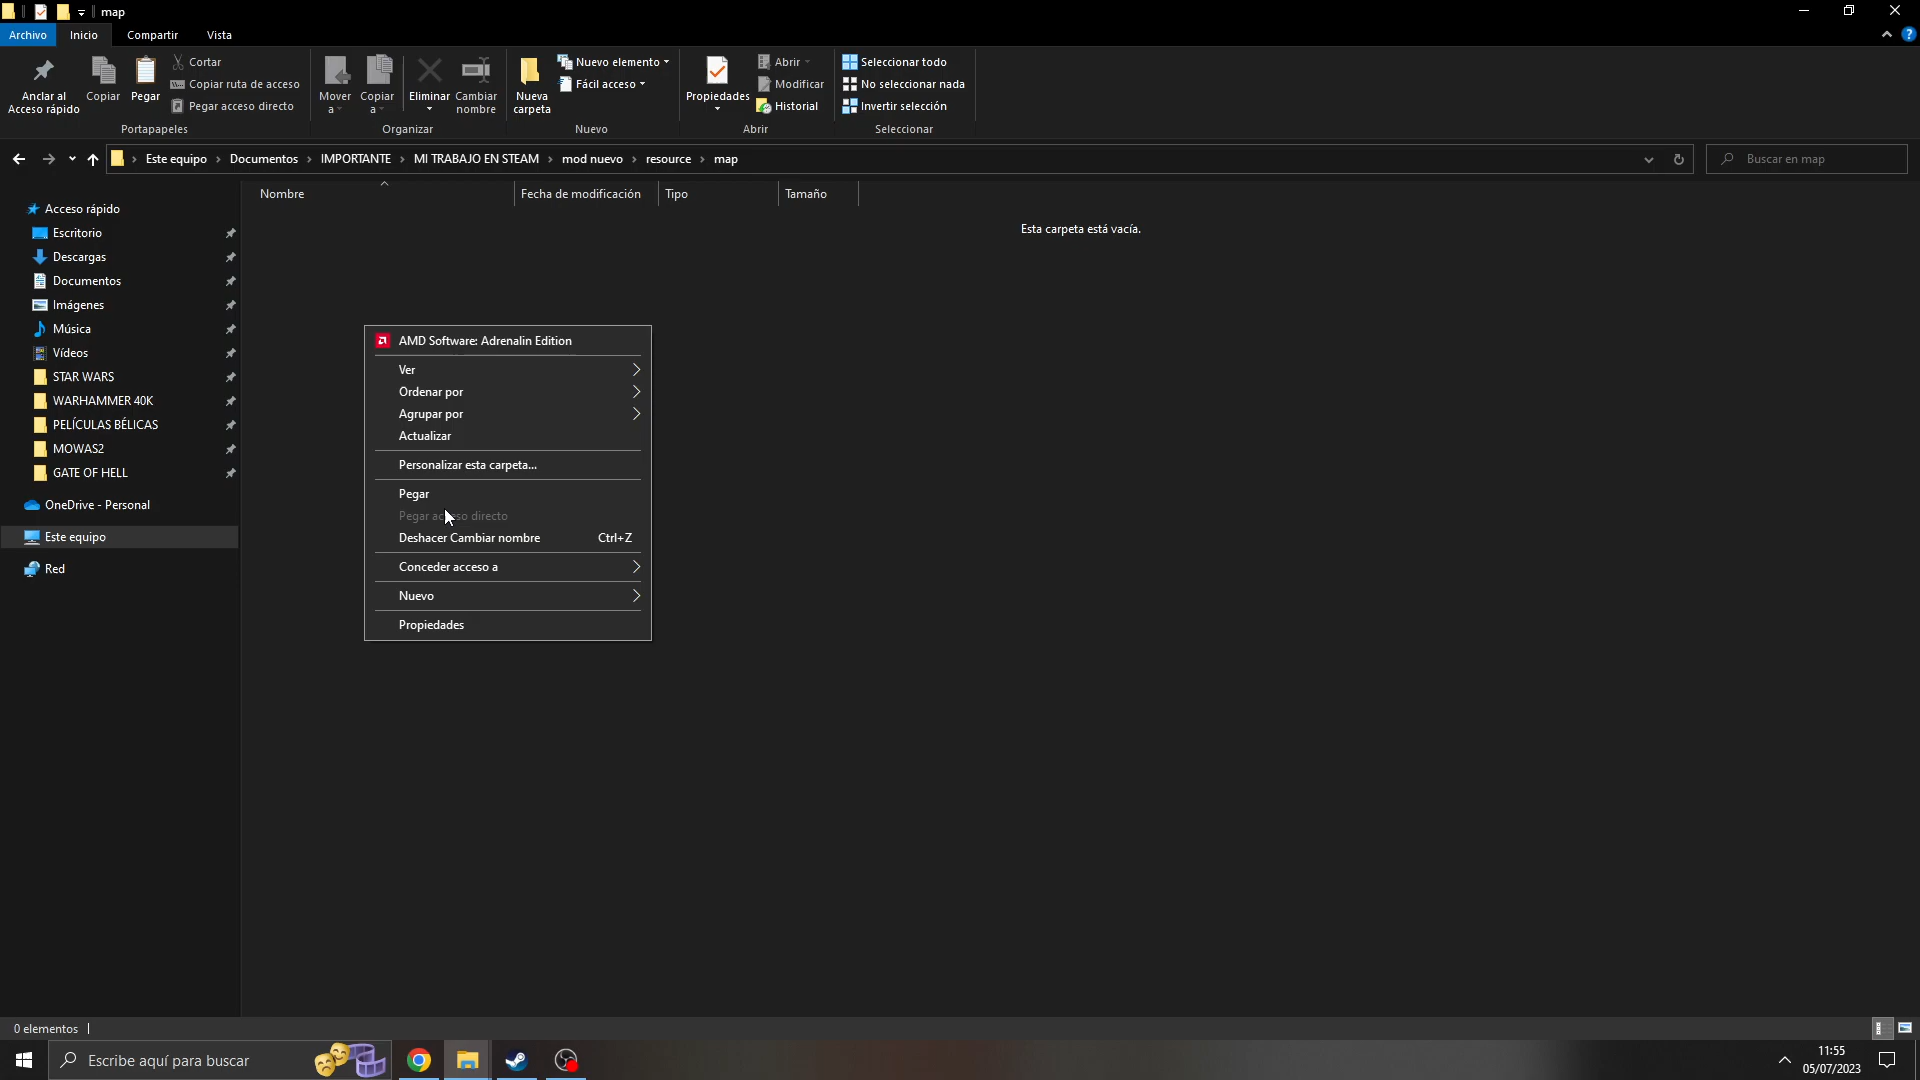 map
Archivo
Inicio
Compartir
Vista
Anclar al
Acceso rápido
Copiar
Pegar
Cortar
Copiar ruta de acceso
Pegar acceso directo
Portapapeles
Mover
a
Copiar
a
Eliminar
Cambiar
nombre
Organizar
Nueva
carpeta
Nuevo elemento
Fácil acceso
Nuevo
Propiedades
Abrir
Modificar
Historial
Abrir
Seleccionar todo
No seleccionar nada
Invertir selección
Seleccionar
Este equipo
Documentos
IMPORTANTE
MI TRABAJO EN STEAM
mod nuevo
resource
map
Buscar en map
Nombre
Fecha de modificación
Tipo
Tamaño
Esta carpeta está vacía.
Acceso rápido
Escritorio
Descargas
Documentos
Imágenes
Música
Vídeos
STAR WARS
WARHAMMER 40K
PELÍCULAS BÉLICAS
MOWAS2
GATE OF HELL
OneDrive - Personal
Este equipo
Red
AMD Software: Adrenalin Edition
Ver
Ordenar por
Agrupar por
Actualizar
Personalizar esta carpeta...
Pegar
Pegar acceso directo
Deshacer Cambiar nombre Ctrl+Z
Conceder acceso a
Nuevo
Propiedades
0 elementos
Escribe aquí para buscar
11:55
05/07/2023